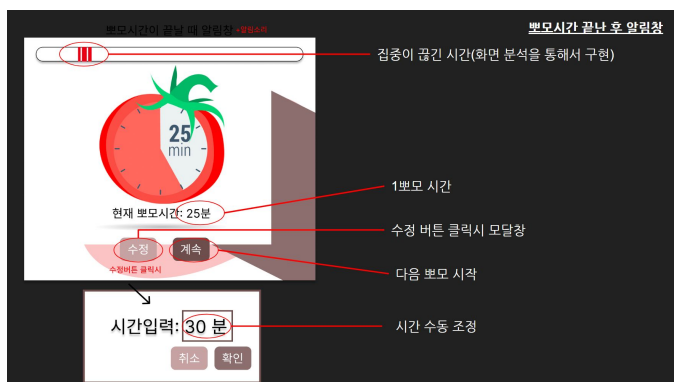 뽀모시간 끝난 후 알림창
뽀모시간이 끝날 때 알림창 +알림소리
집중이 끊긴 시간(화면 분석을 통해서 구현)
25
min
1뽀모 시간
현재 뽀모시간: 25분
수정 버튼 클릭시 모달창
수정 계속
수정버튼 클릭시
다음 뽀모 시작
시간입력: 30 분
시간 수동 조정
취소 확인